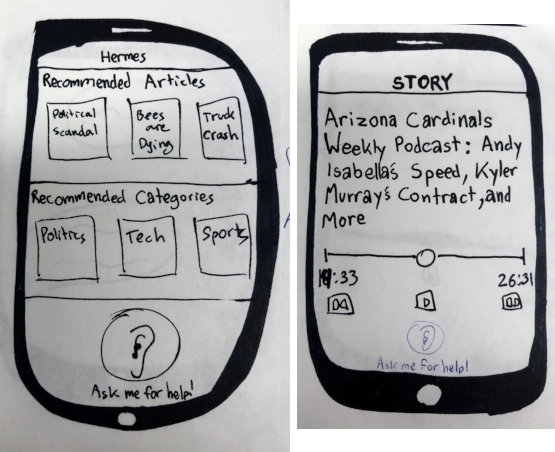 Hermes
Recommended Articles
Political Scandal
Bees are Dying
Truck Crash
Recommended Categories
Politics
Tech
Sports
Ask me for help!
STORY
Arizona Cardinals
Weekly Podcast: Andy
Isabella's Speed, Kyler
Murray's Contract, and
More
:33
26:31
Ask me for help!